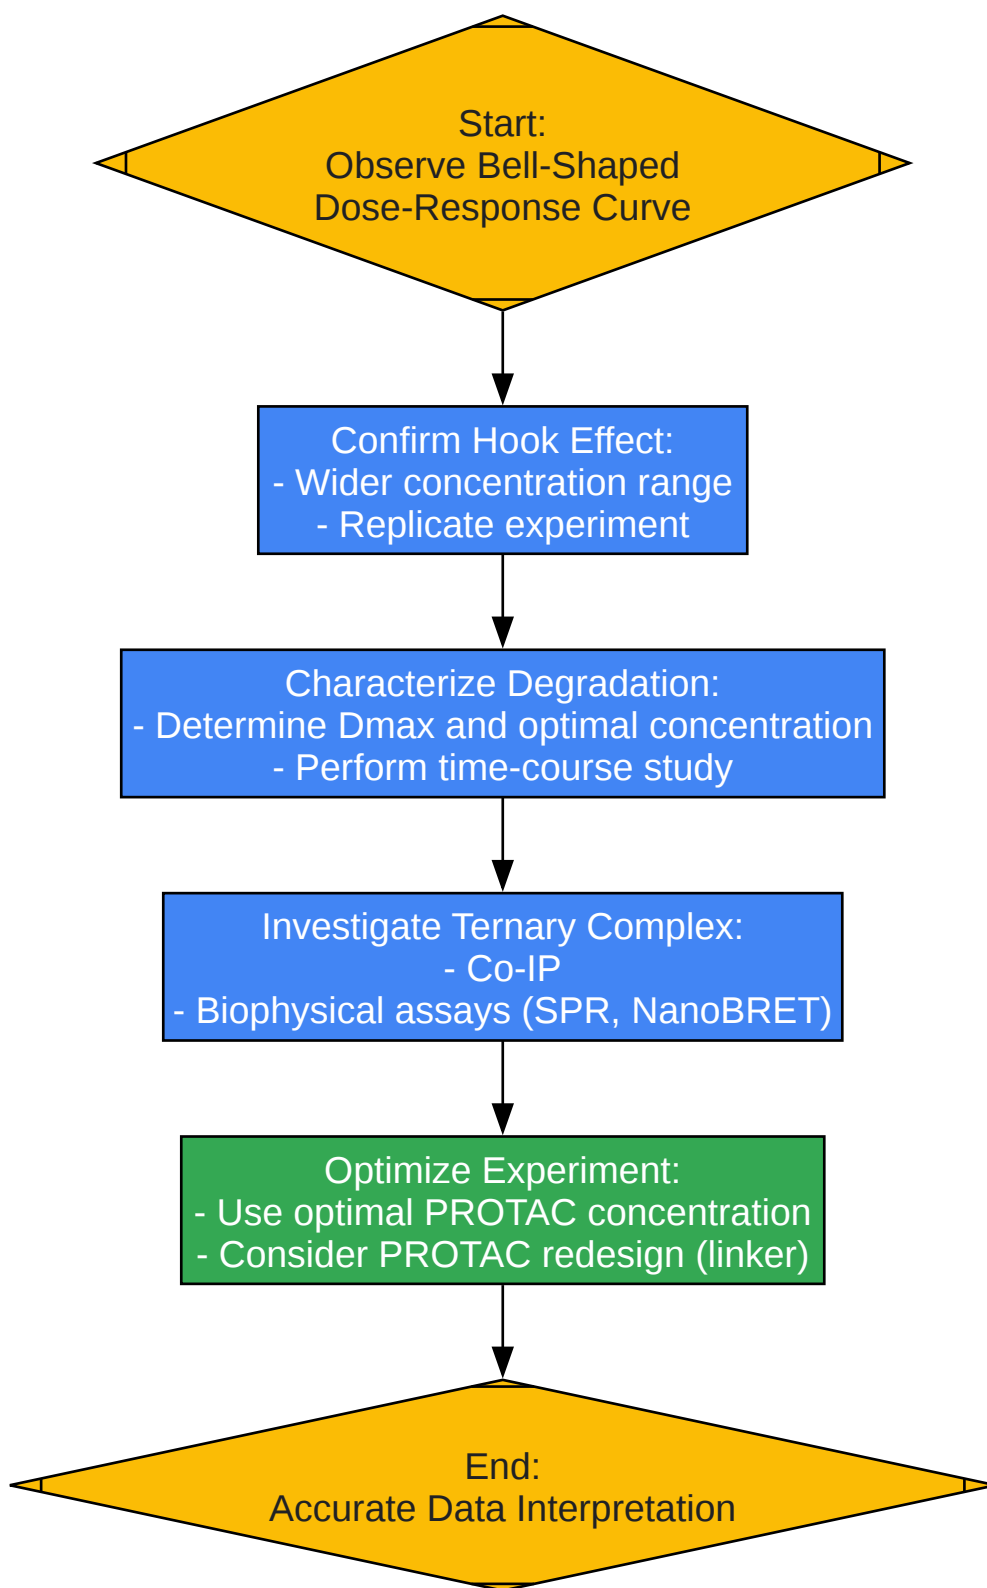 Start:
Observe Bell-Shaped
Dose-Response Curve
Confirm Hook Effect:
- Wider concentration range
- Replicate experiment
Characterize Degradation:
- Determine Dmax and optimal concentration
- Perform time-course study
Investigate Ternary Complex:
- Co-IP
- Biophysical assays (SPR, NanoBRET)
Optimize Experiment:
- Use optimal PROTAC concentration
- Consider PROTAC redesign (linker)
End:
Accurate Data Interpretation